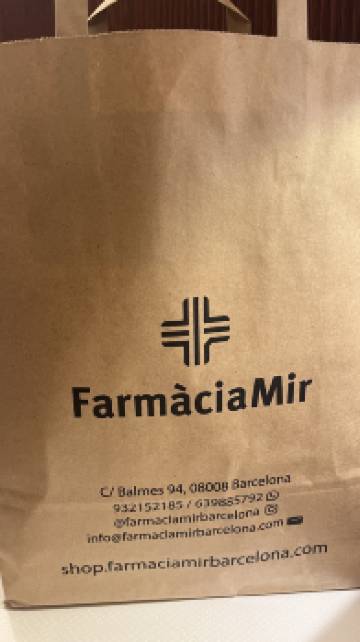 FarmàciaMir
C/ Balmes 94, 08008 Barcelona
932152185 / 639885792
@farmaciamirbarcelona
info@farmaciamirbarcelona.com
shop.farmaciamirbarcelona.com